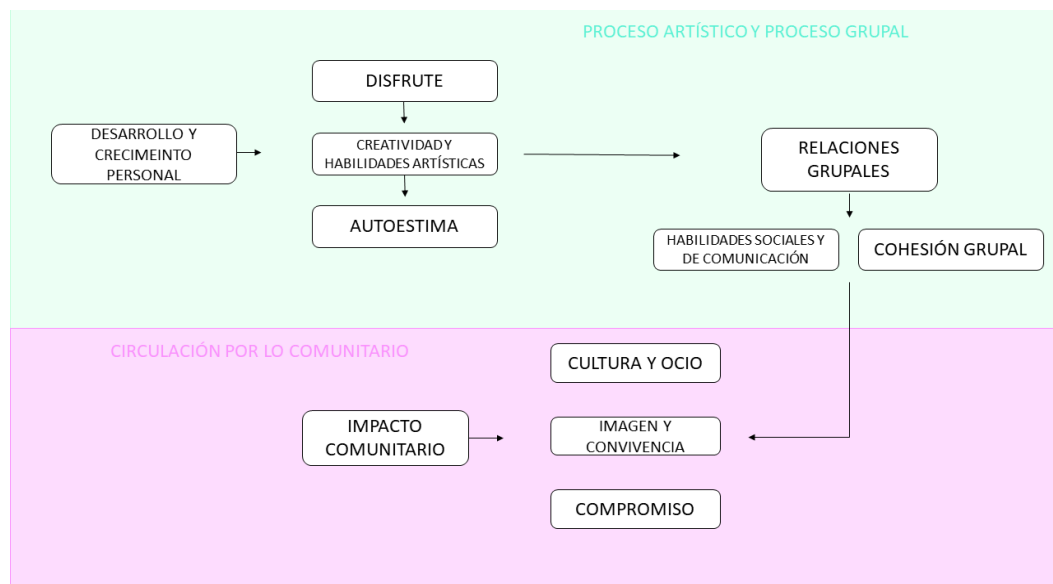 PROCESO ARTÍSTICO Y PROCESO GRUPAL
DISFRUTE
DESARROLLO Y
CRECIMEINTO
PERSONAL
CREATIVIDAD Y
HABILIDADES ARTÍSTICAS
AUTOESTIMA
RELACIONES
GRUPALES
HABILIDADES SOCIALES Y
DE COMUNICACIÓN
COHESIÓN GRUPAL
CIRCULACIÓN POR LO COMUNITARIO
CULTURA Y OCIO
IMPACTO
COMUNITARIO
IMAGEN Y
CONVIVENCIA
COMPROMISO